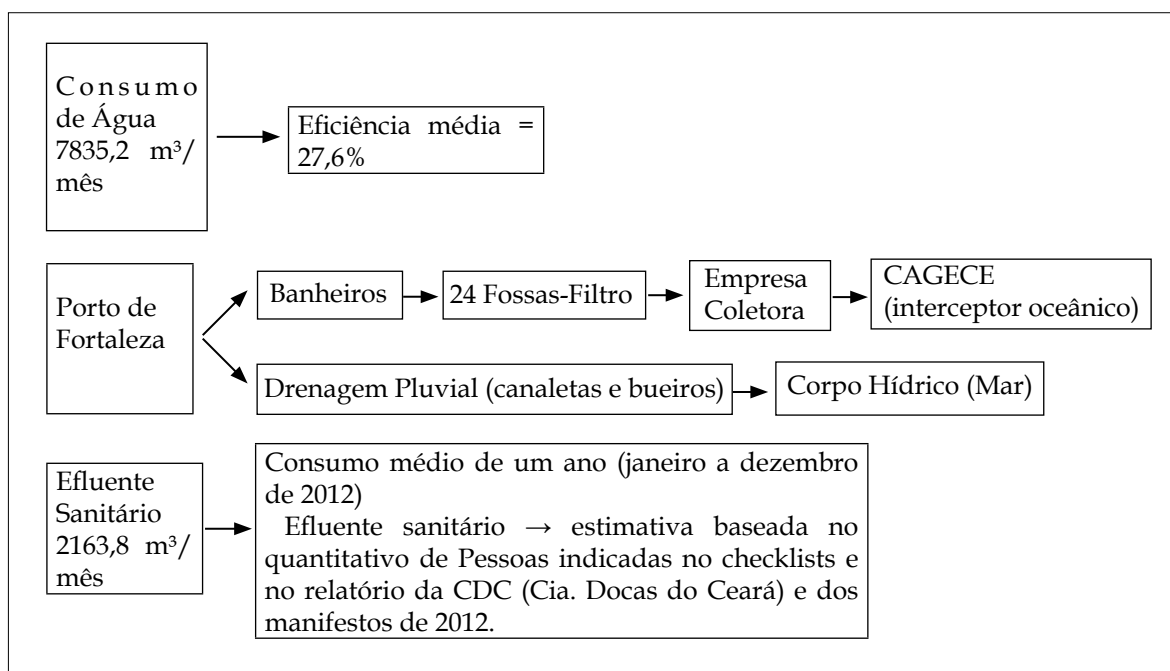 Consumo
de Água
7835,2 m³/
mês
Eficiência média =
27,6%
Porto de
Fortaleza
Banheiros
24 Fossas-Filtro
Empresa
Coletora
CAGECE
(interceptor oceânico)
Drenagem Pluvial (canaletas e bueiros)
Corpo Hídrico (Mar)
Efluente
Sanitário
2163,8 m³/
mês
Consumo médio de um ano (janeiro a dezembro
de 2012)
Efluente sanitário → estimativa baseada no
quantitativo de Pessoas indicadas no checklists e
no relatório da CDC (Cia. Docas do Ceará) e dos
manifestos de 2012.